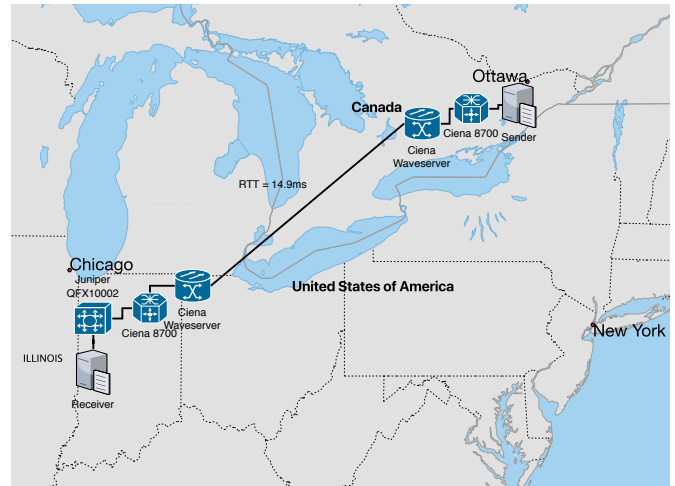 Ottawa
Canada
Ciena 8700
Sender
Ciena
Waveserver
RTT = 14.9ms
Chicago
Juniper
QFX10002
United States of America
Ciena
Waveserver
Ciena 8700
New York
ILLINOIS
Receiver